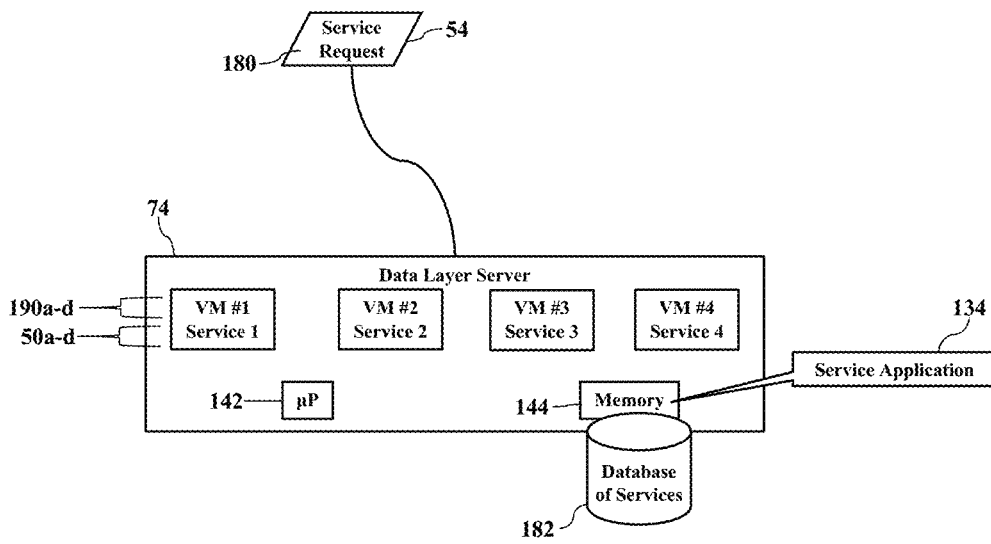 Service
Request
54
180
74
Data Layer Server
190a-d
50a-d
VM #1
Service 1
VM #2
Service 2
VM #3
Service 3
VM #4
Service 4
134
Service Application
142
µP
144
Memory
Database
of Services
182